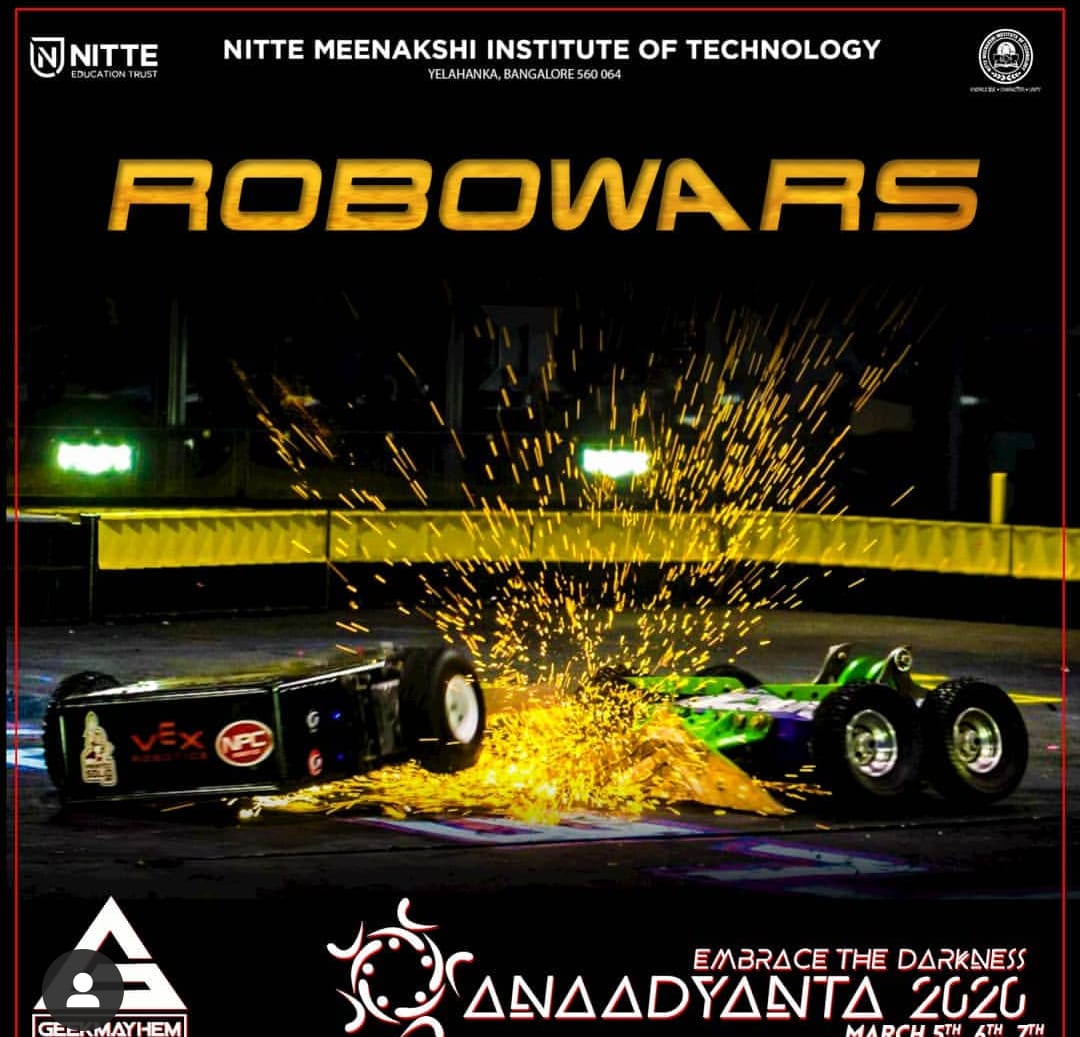 NITTE
EDUCATION TRUST
NITTE MEENAKSHI INSTITUTE OF TECHNOLOGY
YELAHANKA, BANGALORE 560 064
ROBOWARS
VEX
ROBOTICS
NPC
GEEKMAYHEM
EMBRACE THE DARKNESS
ANAADYANTA 2020
MARCH 5TH, 6TH, 7TH